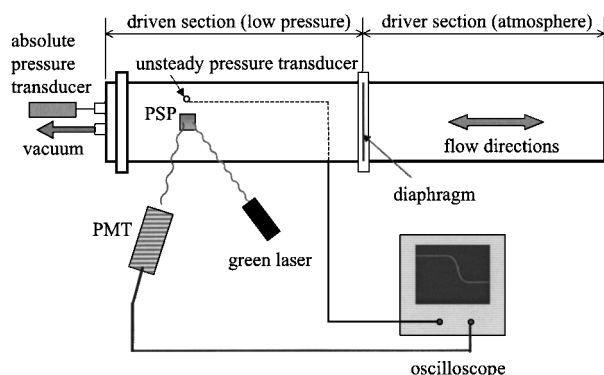 driven section (low pressure)
driver section (atmosphere)
absolute
pressure
transducer
unsteady pressure transducer
PSP
vacuum
flow directions
diaphragm
PMT
green laser
oscilloscope